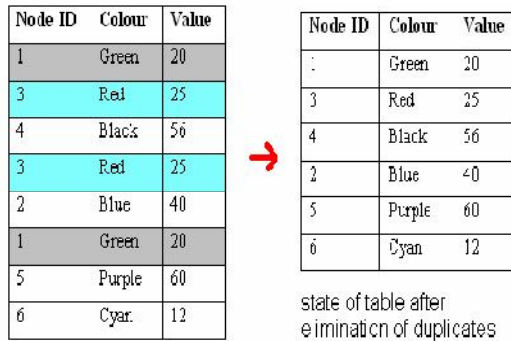 Node ID Colour Value
1 Green 20
3 Red 25
4 Black 56
3 Red 25
2 Blue 40
1 Green 20
5 Purple 60
6 Cyan 12
Node ID Colour Value
1 Green 20
3 Red 25
4 Black 56
2 Blue 40
5 Purple 60
6 Cyan 12
state of table after
elimination of duplicates